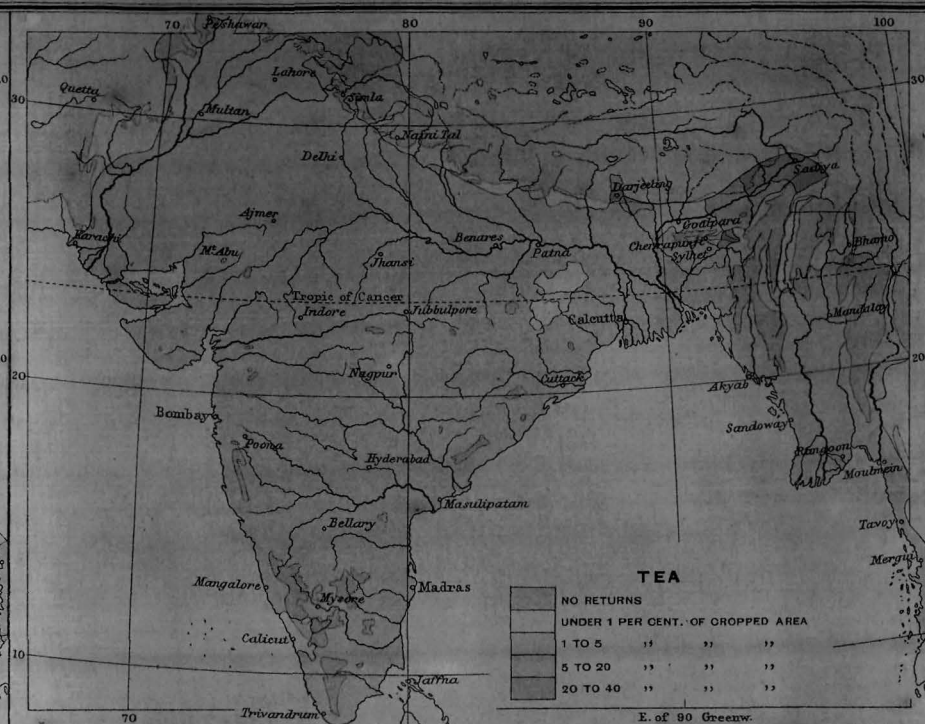 70 80 90 100
Peshawar
Lahore
Simla
30 Quetta 30
Multan
Naini Tal
Delhi
Sadiya
Darjeeling
Ajmer
Goalpara
Karachi
Mt Abu
Benares
Cherrapunji
Bhamo
Jhansi
Patna
Sylhet
Tropic of Cancer
Indore
Jubbulpore
Calcutta
Mandalay
20 Nagpur 20
Cuttack
Akyab
Bombay
Sandoway
Poona
Hyderabad
Rangoon
Moulmein
Masulipatam
Bellary
Tavoy
Mergui
TEA
Mangalore
Madras
NO RETURNS
Mysore
UNDER 1 PER CENT. OF CROPPED AREA
Calicut
1 TO 5 " " "
10
5 TO 20 " " "
Jaffna
20 TO 40 " " "
Trivandrum
70
E. of 90 Greenw.